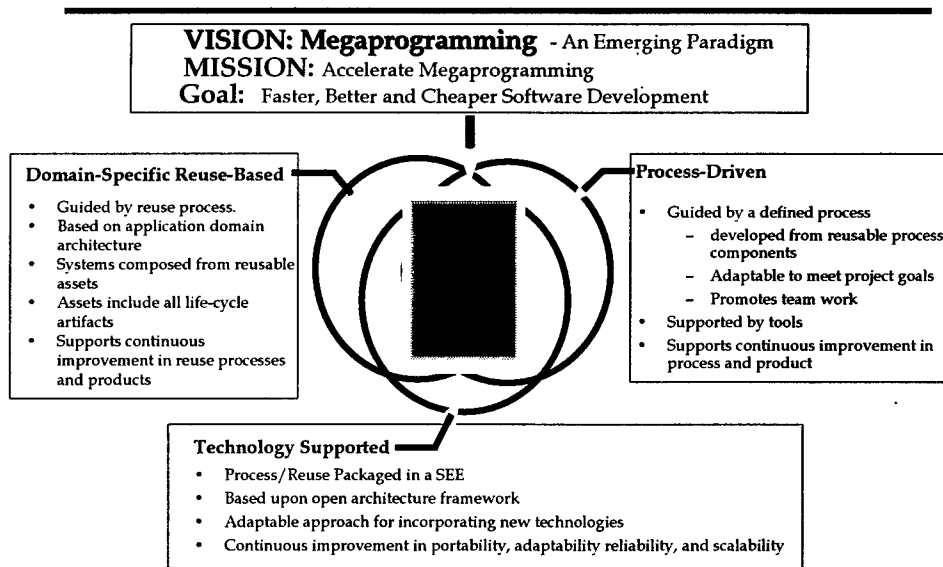 VISION: Megaprogramming - An Emerging Paradigm
MISSION: Accelerate Megaprogramming
Goal: Faster, Better and Cheaper Software Development
Domain-Specific Reuse-Based
• Guided by reuse process.
• Based on application domain
architecture
• Systems composed from reusable
assets
• Assets include all life-cycle
artifacts
• Supports continuous
improvement in reuse processes
and products
Process-Driven
• Guided by a defined process
– developed from reusable process
components
– Adaptable to meet project goals
– Promotes team work
• Supported by tools
• Supports continuous improvement in
process and product
Technology Supported
• Process/Reuse Packaged in a SEE
• Based upon open architecture framework
• Adaptable approach for incorporating new technologies
• Continuous improvement in portability, adaptability reliability, and scalability